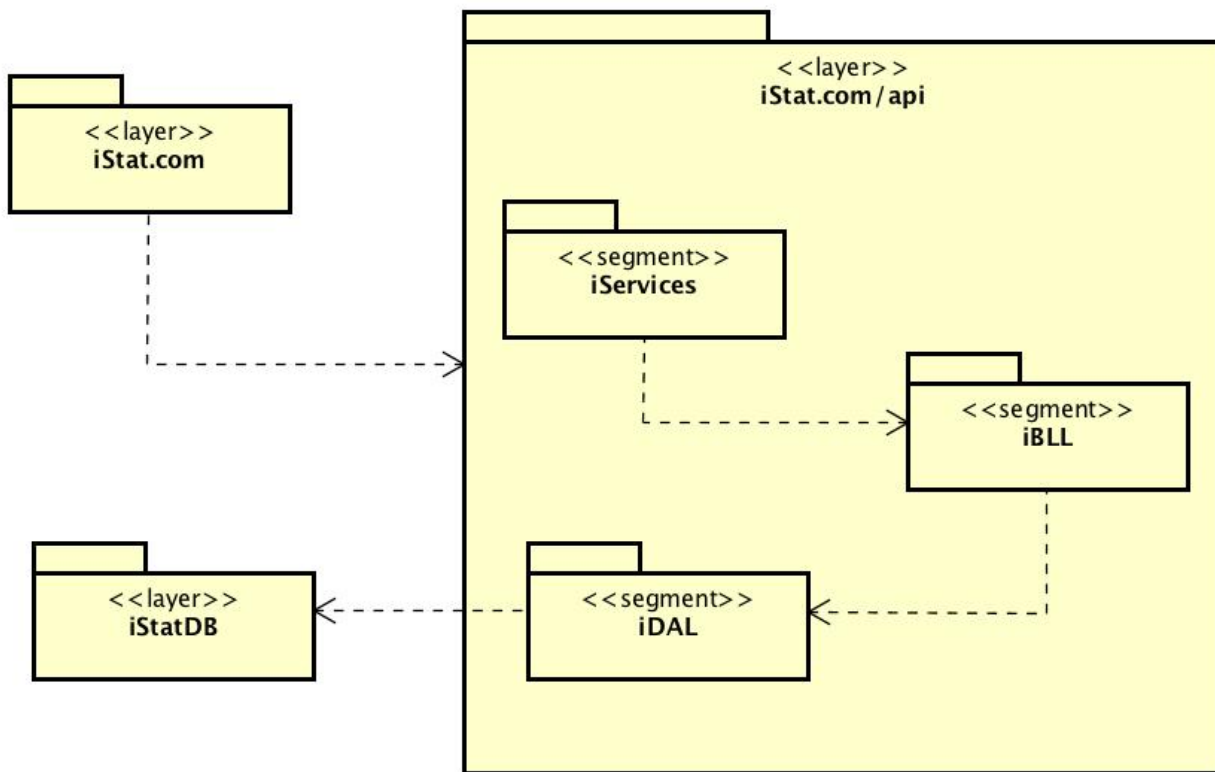 <<layer>>
iStat.com
<<layer>>
iStat.com/api
<<segment>>
iServices
<<segment>>
iBLL
<<layer>>
iStatDB
<<segment>>
iDAL